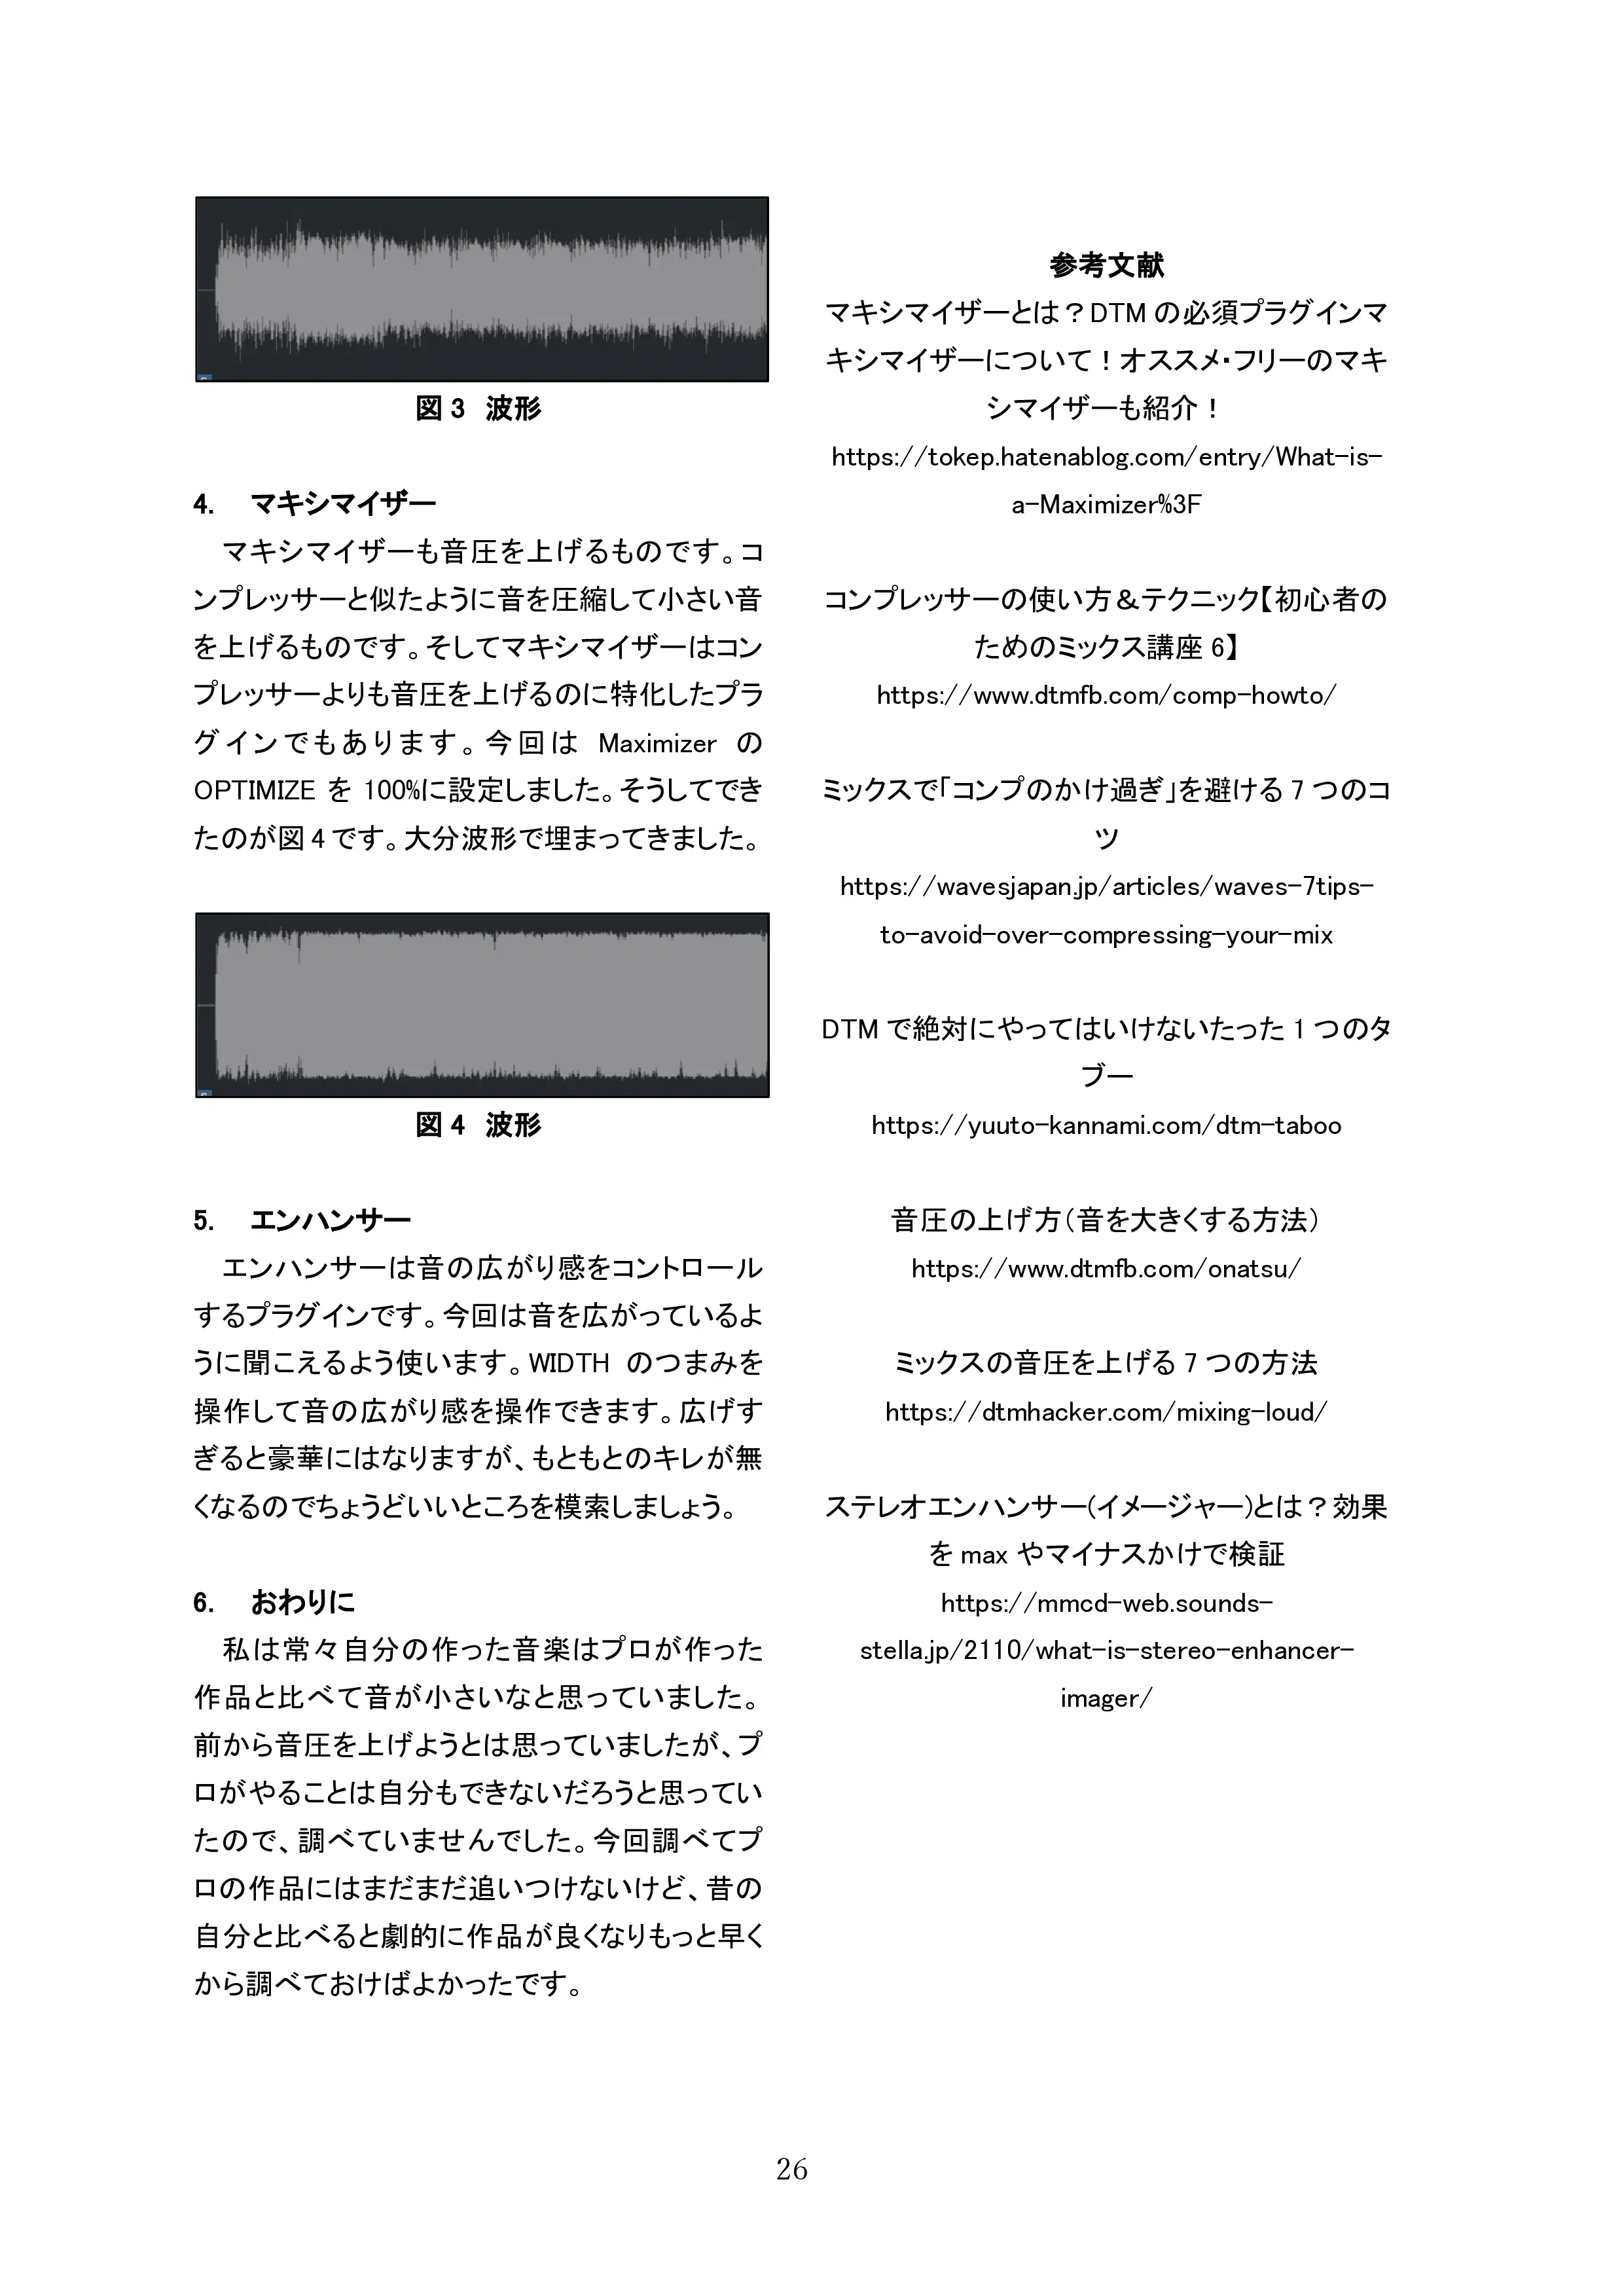 図 3 波形
4. マキシマイザー
マキシマイザーも音圧を上げるものです。コ
ンプレッサーと似たように音を圧縮して小さい音
を上げるものです。そしてマキシマイザーはコン
プレッサーよりも音圧を上げるのに特化したプラ
グインでもあります。今回は Maximizer の
OPTIMIZE を 100%に設定しました。そうしてでき
たのが図 4 です。大分波形で埋まってきました。
図 4 波形
5. エンハンサー
エンハンサーは音の広がり感をコントロール
するプラグインです。今回は音を広がっているよ
うに聞こえるよう使います。WIDTH のつまみを
操作して音の広がり感を操作できます。広げす
ぎると豪華にはなりますが、もともとのキレが無
くなるのでちょうどいいところを模索しましょう。
6. おわりに
私は常々自分の作った音楽はプロが作った
作品と比べて音が小さいなと思っていました。
前から音圧を上げようとは思っていましたが、プ
ロがやることは自分もできないだろうと思ってい
たので、調べていませんでした。今回調べてプ
ロの作品にはまだまだ追いつけないけど、昔の
自分と比べると劇的に作品が良くなりもっと早く
から調べておけばよかったです。
参考文献
マキシマイザーとは？DTM の必須プラグインマ
キシマイザーについて！オススメ・フリーのマキ
シマイザーも紹介！
https://tokep.hatenablog.com/entry/What-is-
a-Maximizer%3F
コンプレッサーの使い方＆テクニック【初心者の
ためのミックス講座 6】
https://www.dtmfb.com/comp-howto/
ミックスで「コンプのかけ過ぎ」を避ける 7 つのコ
ツ
https://wavesjapan.jp/articles/waves-7tips-
to-avoid-over-compressing-your-mix
DTM で絶対にやってはいけないたった 1 つのタ
ブー
https://yuuto-kannami.com/dtm-taboo
音圧の上げ方（音を大きくする方法）
https://www.dtmfb.com/onatsu/
ミックスの音圧を上げる 7 つの方法
https://dtmhacker.com/mixing-loud/
ステレオエンハンサー(イメージャー)とは？効果
を max やマイナスかけで検証
https://mmcd-web.sounds-
stella.jp/2110/what-is-stereo-enhancer-
imager/
26